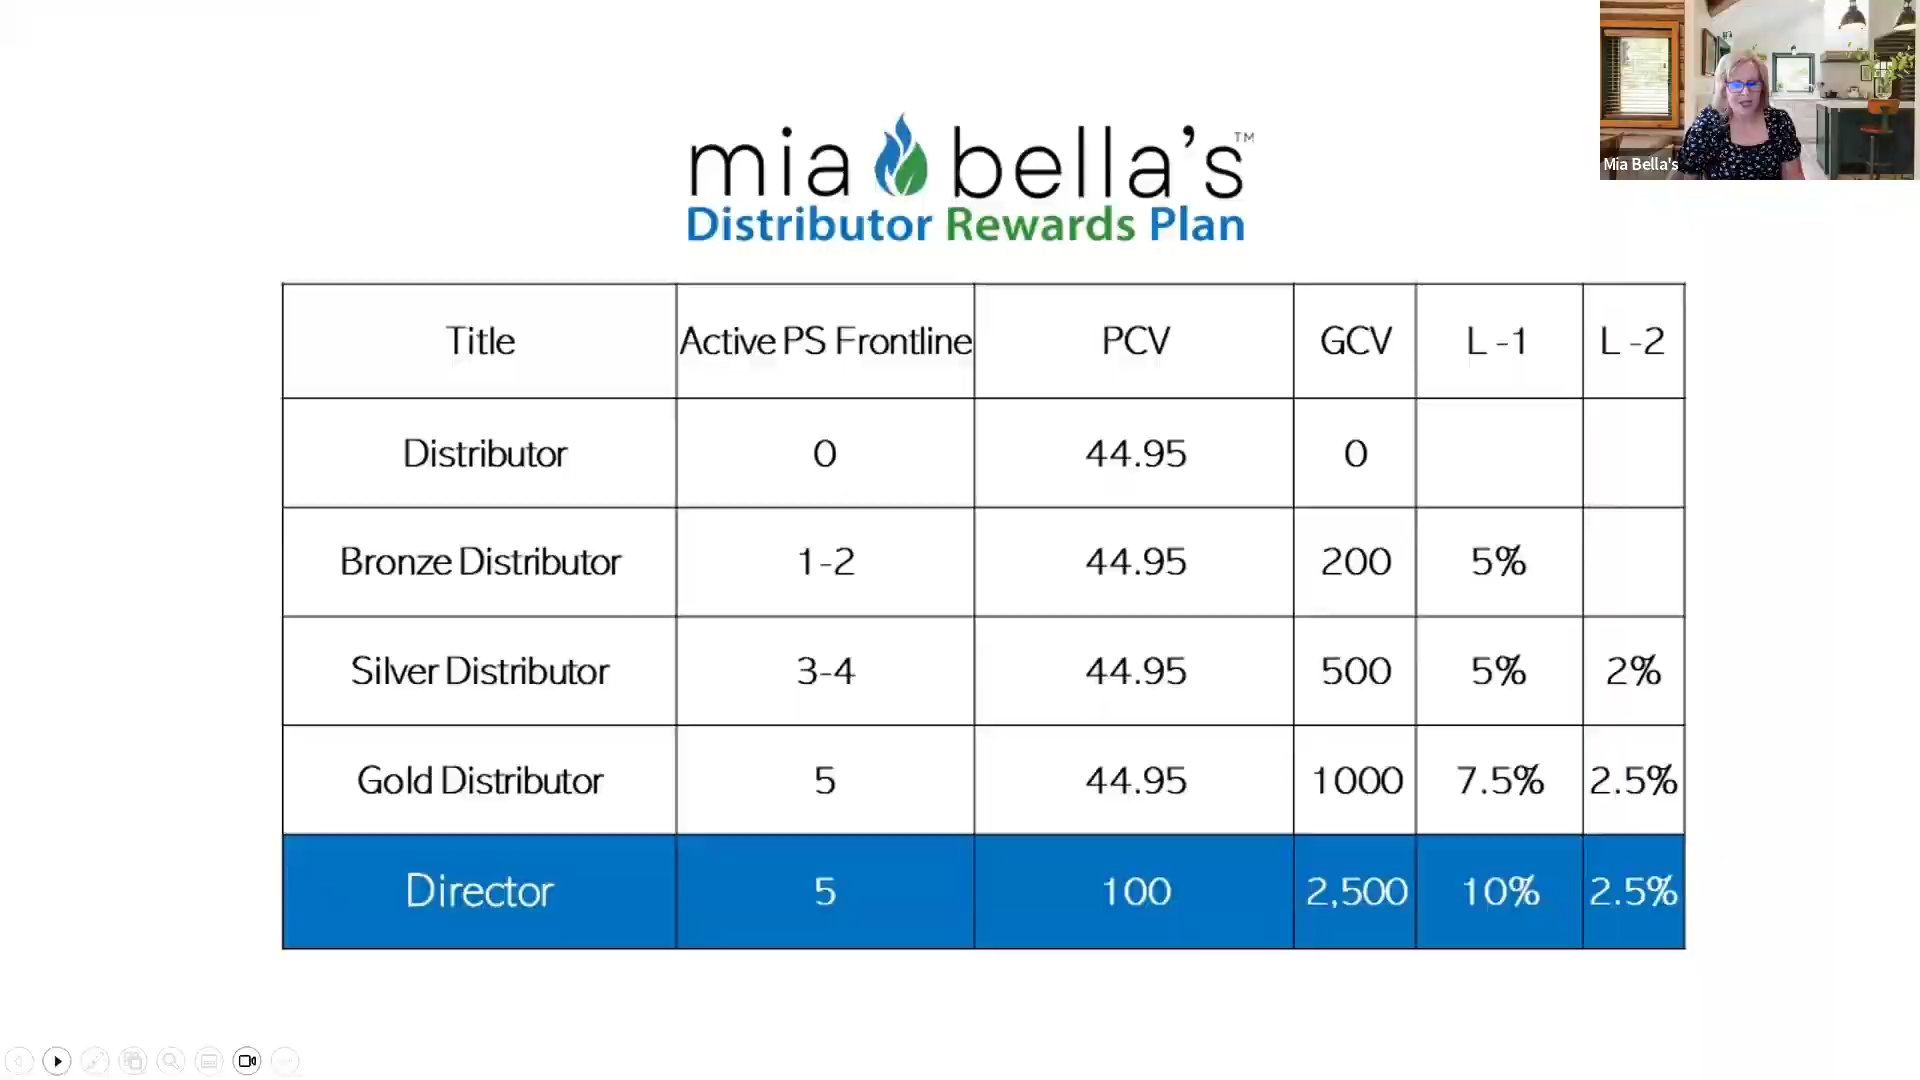 mia bella's™
Distributor Rewards Plan
Mia Bella's
Title Active PS Frontline PCV GCV L -1 L -2
Distributor 0 44.95 0
Bronze Distributor 1-2 44.95 200 5%
Silver Distributor 3-4 44.95 500 5% 2%
Gold Distributor 5 44.95 1000 7.5% 2.5%
Director 5 100 2,500 10% 2.5%